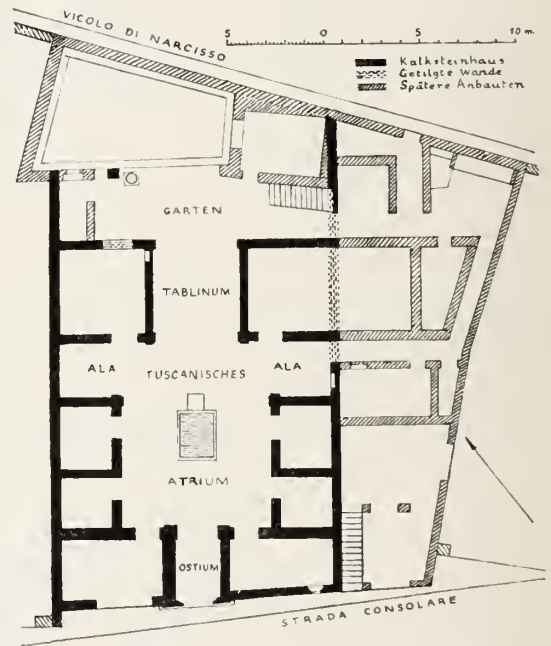 VICOLO DI NARCISSO
5 0 5 10 m.
Kalksteinhaus
Getilgte Wande
Spätere Anbauten
GARTEN
TABLINUM
ALA TUSCANISCHES ALA
ATRIUM
OSTIUM
STRADA CONSOLARE